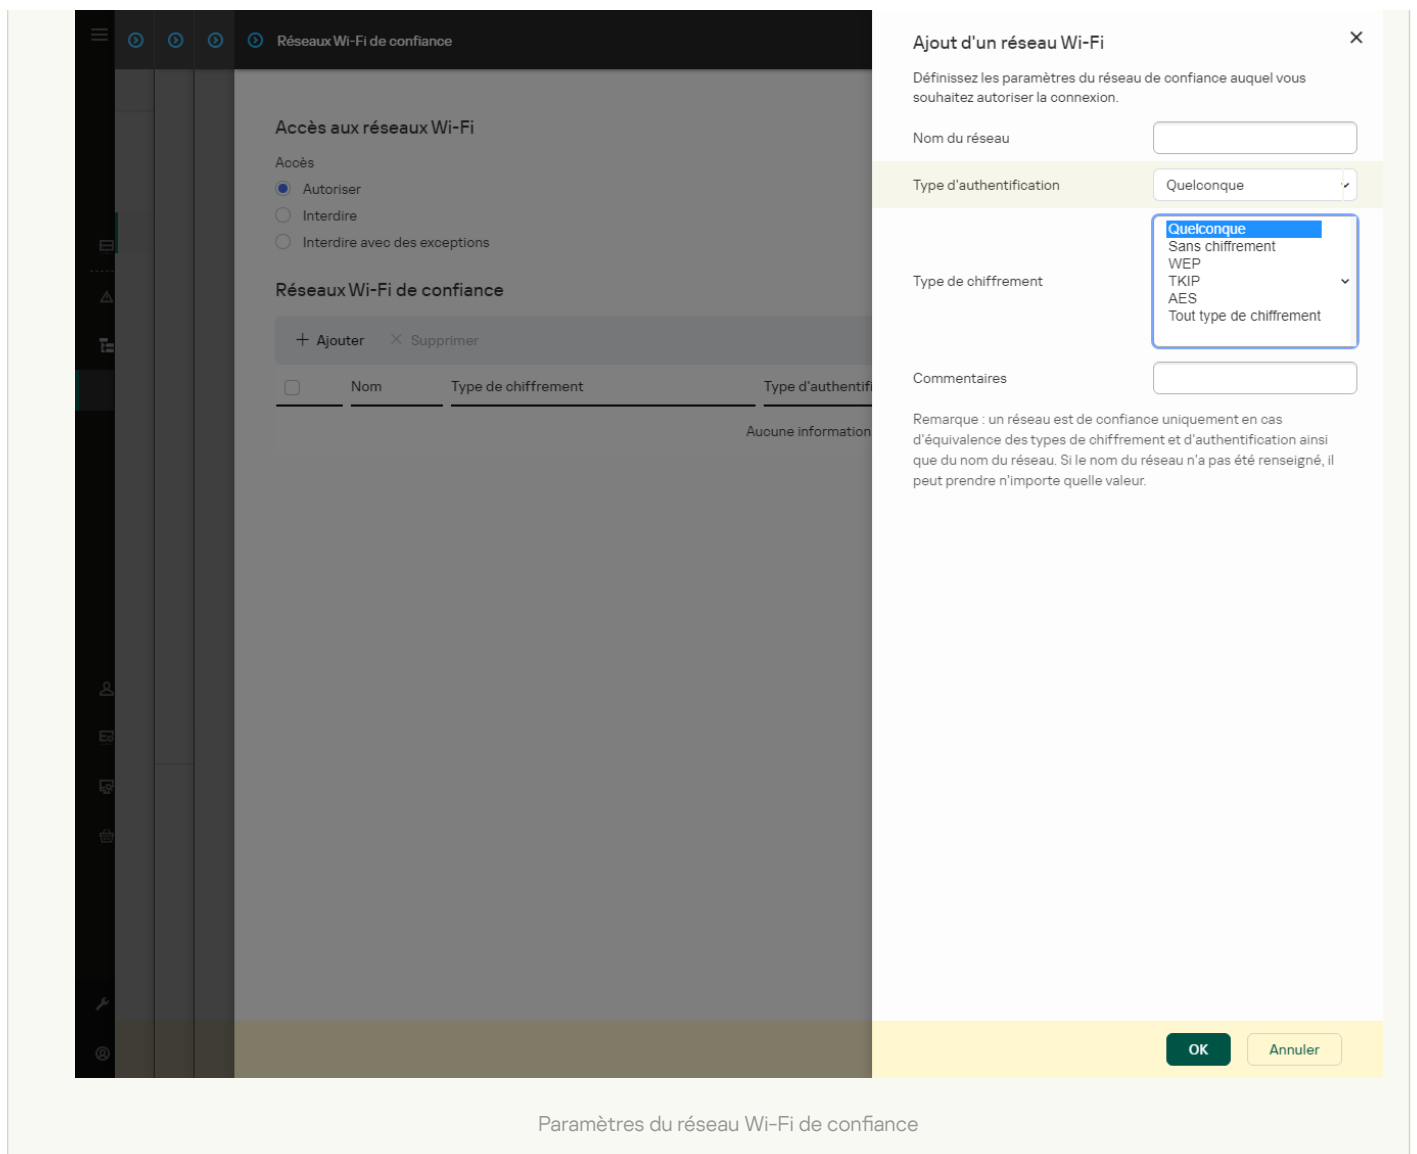 Réseaux Wi-Fi de confiance
Accès aux réseaux Wi-Fi
Accès
Autoriser
Interdire
Interdire avec des exceptions
Réseaux Wi-Fi de confiance
Ajouter Supprimer
Nom Type de chiffrement Type d'authentifi
Aucune information
Ajout d'un réseau Wi-Fi
Définissez les paramètres du réseau de confiance auquel vous
souhaitez autoriser la connexion.
Nom du réseau
Type d'authentification Quelconque
Type de chiffrement
Quelconque
Sans chiffrement
WEP
TKIP
AES
Tout type de chiffrement
Commentaires
Remarque : un réseau est de confiance uniquement en cas
d'équivalence des types de chiffrement et d'authentification ainsi
que du nom du réseau. Si le nom du réseau n'a pas été renseigné, il
peut prendre n'importe quelle valeur.
OK Annuler
Paramètres du réseau Wi-Fi de confiance